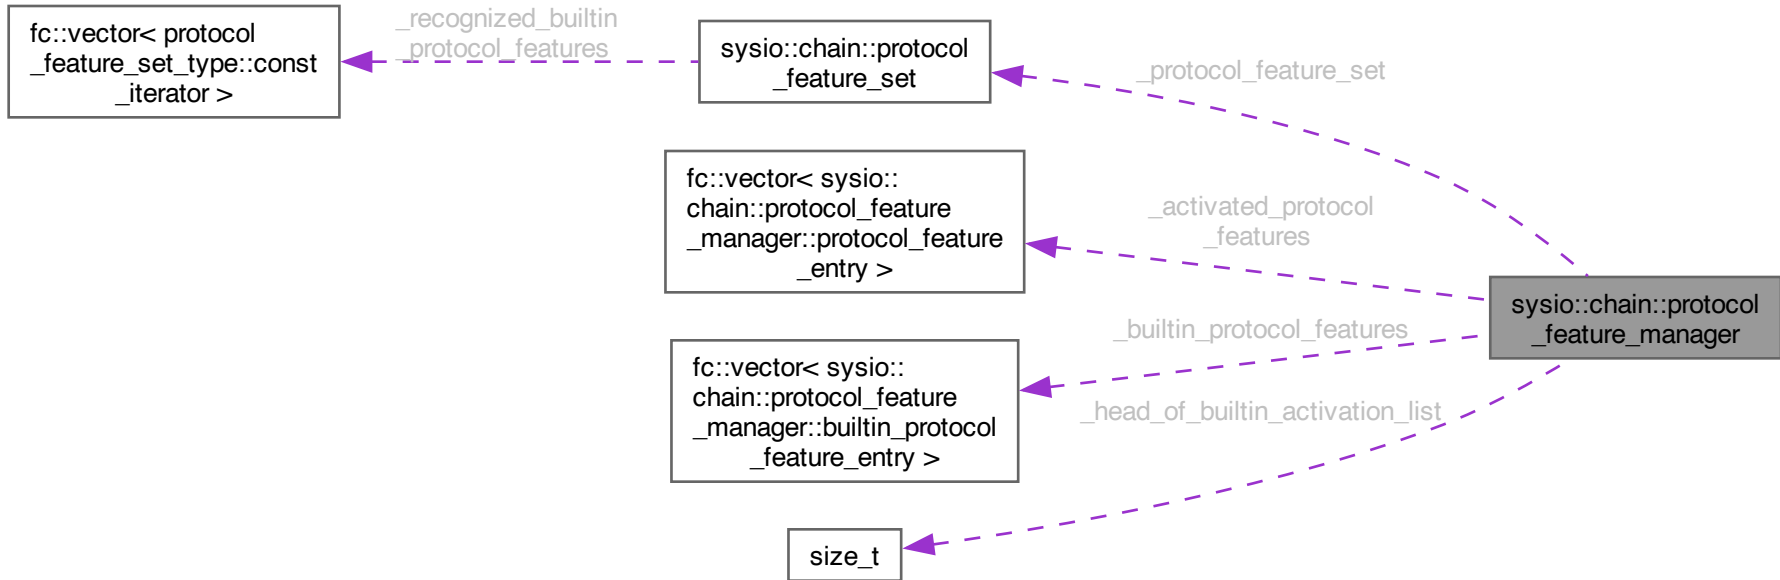 fc::vector< protocol
_feature_set_type::const
_iterator >
_recognized_builtin
_protocol_features
sysio::chain::protocol
_feature_set
_protocol_feature_set
fc::vector< sysio::
chain::protocol_feature
_manager::protocol_feature
_entry >
_activated_protocol
_features
sysio::chain::protocol
_feature_manager
fc::vector< sysio::
chain::protocol_feature
_manager::builtin_protocol
_feature_entry >
_builtin_protocol_features
_head_of_builtin_activation_list
size_t